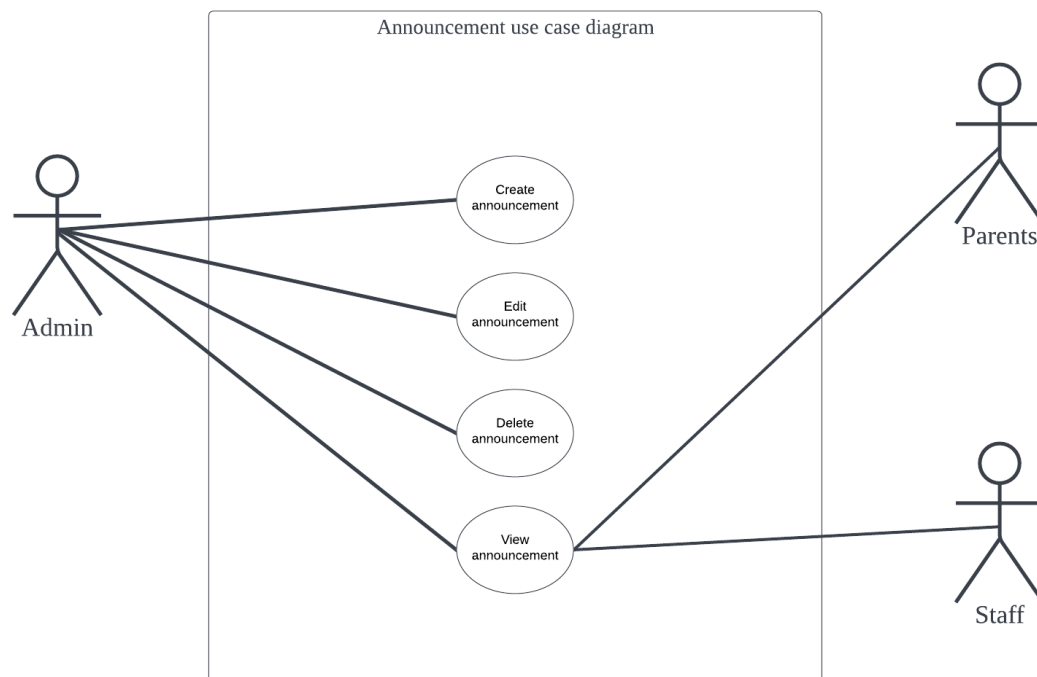 Announcement use case diagram
Create
announcement
Edit
announcement
Delete
announcement
View
announcement
Admin
Parents
Staff